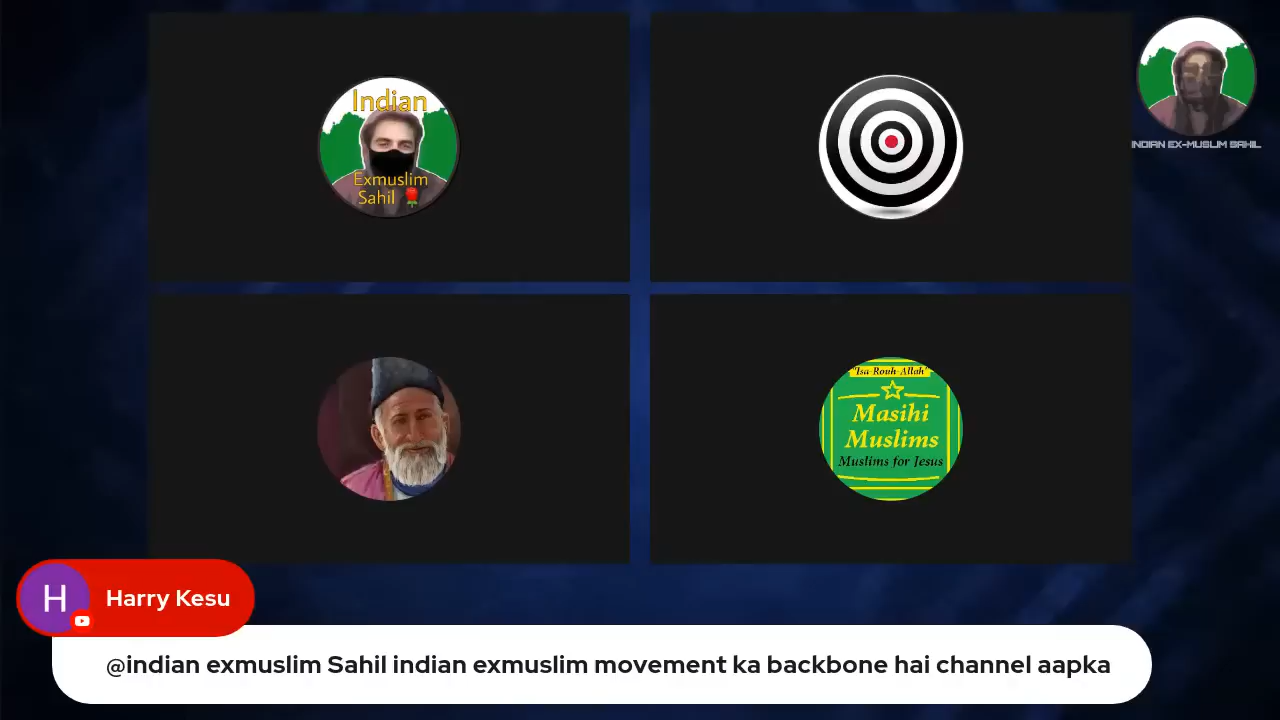 Indian
Exmuslim
Sahil
INDIAN EX-MUSLIM SAHIL
"Isa-Rouh-Allah"
Masihi
Muslims
Muslims for Jesus
H
Harry Kesu
@indian exmuslim Sahil indian exmuslim movement ka backbone hai channel aapka